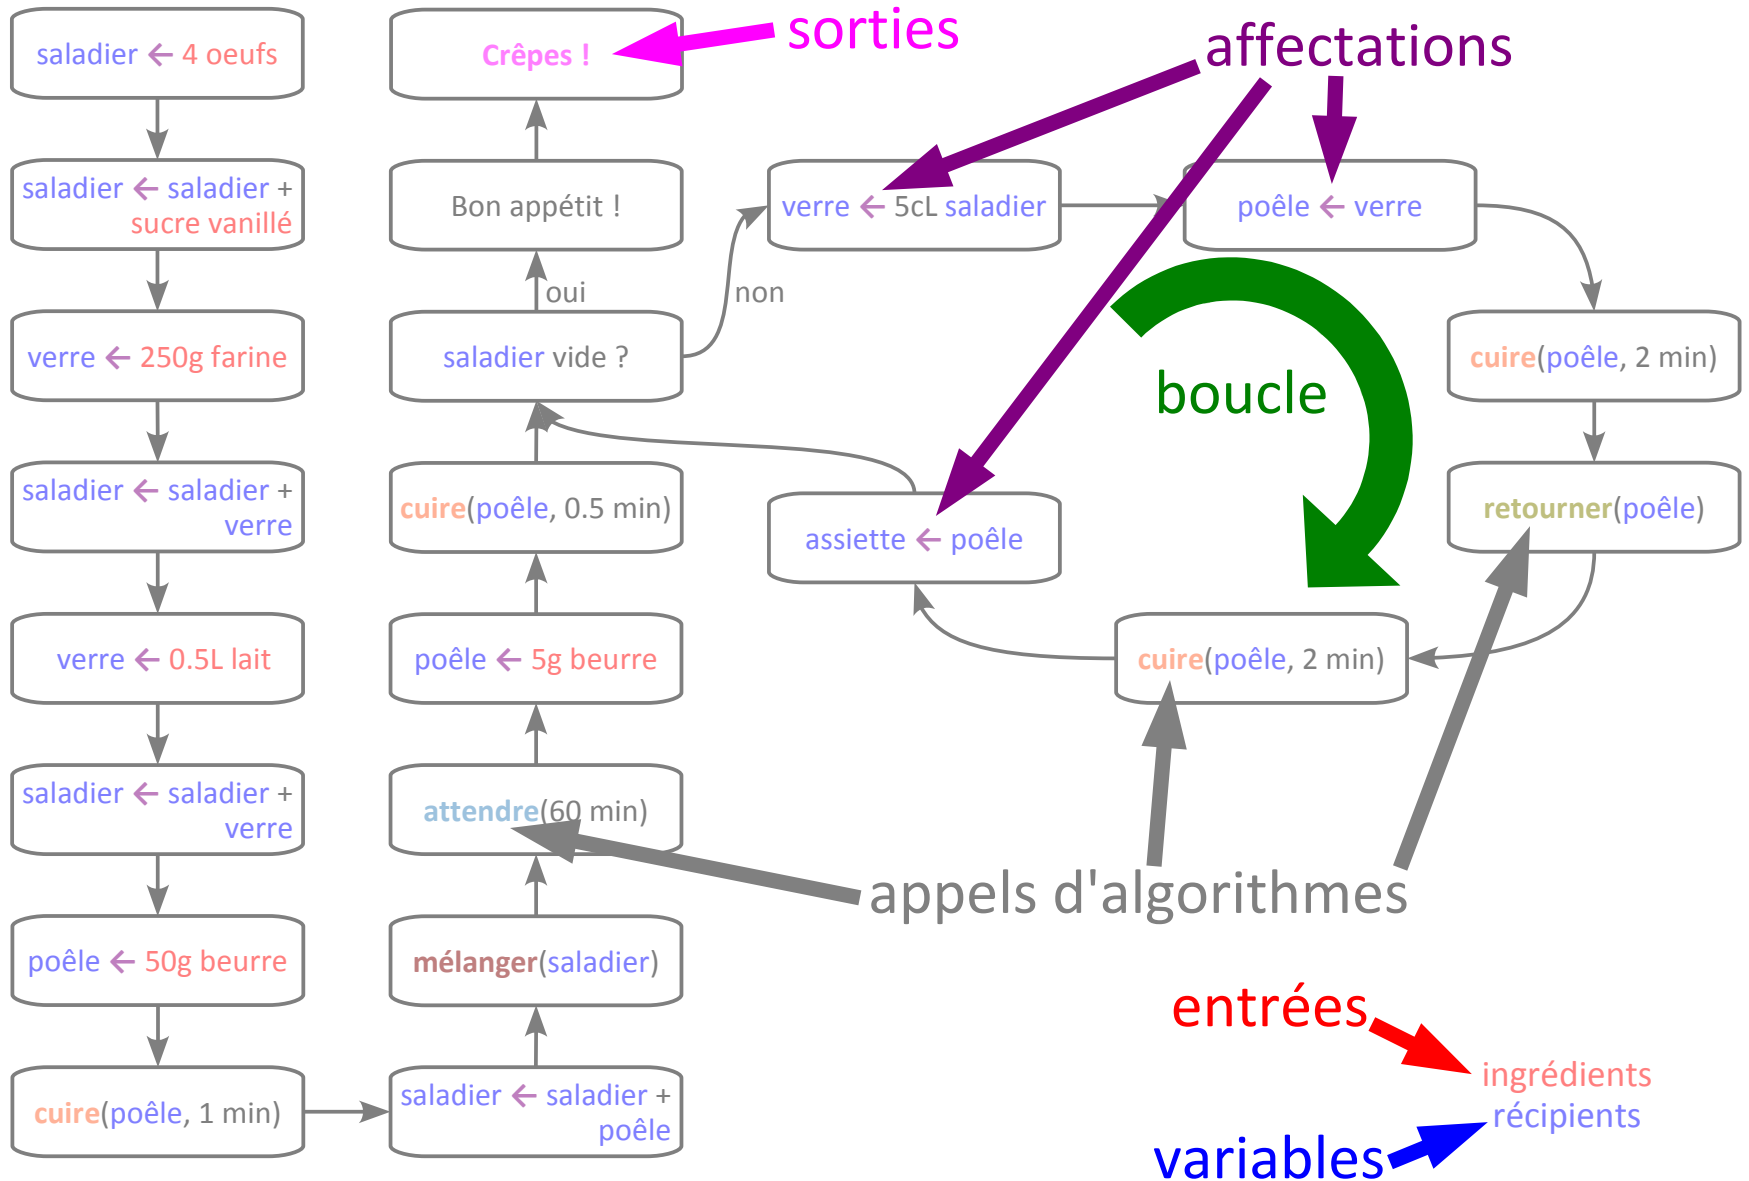 saladier ← 4 oeufs
saladier ← saladier +
sucre vanillé
verre ← 250g farine
saladier ← saladier +
verre
verre ← 0.5L lait
saladier ← saladier +
verre
poêle ← 50g beurre
cuire(poêle, 1 min)
saladier ← saladier +
poêle
mélanger(saladier)
attendre(60 min)
poêle ← 5g beurre
cuire(poêle, 0.5 min)
saladier vide ?
oui
non
Bon appétit !
Crêpes !
sorties
affectations
verre ← 5cL saladier
poêle ← verre
cuire(poêle, 2 min)
retourner(poêle)
cuire(poêle, 2 min)
assiette ← poêle
boucle
appels d'algorithmes
entrées
ingrédients
récipients
variables